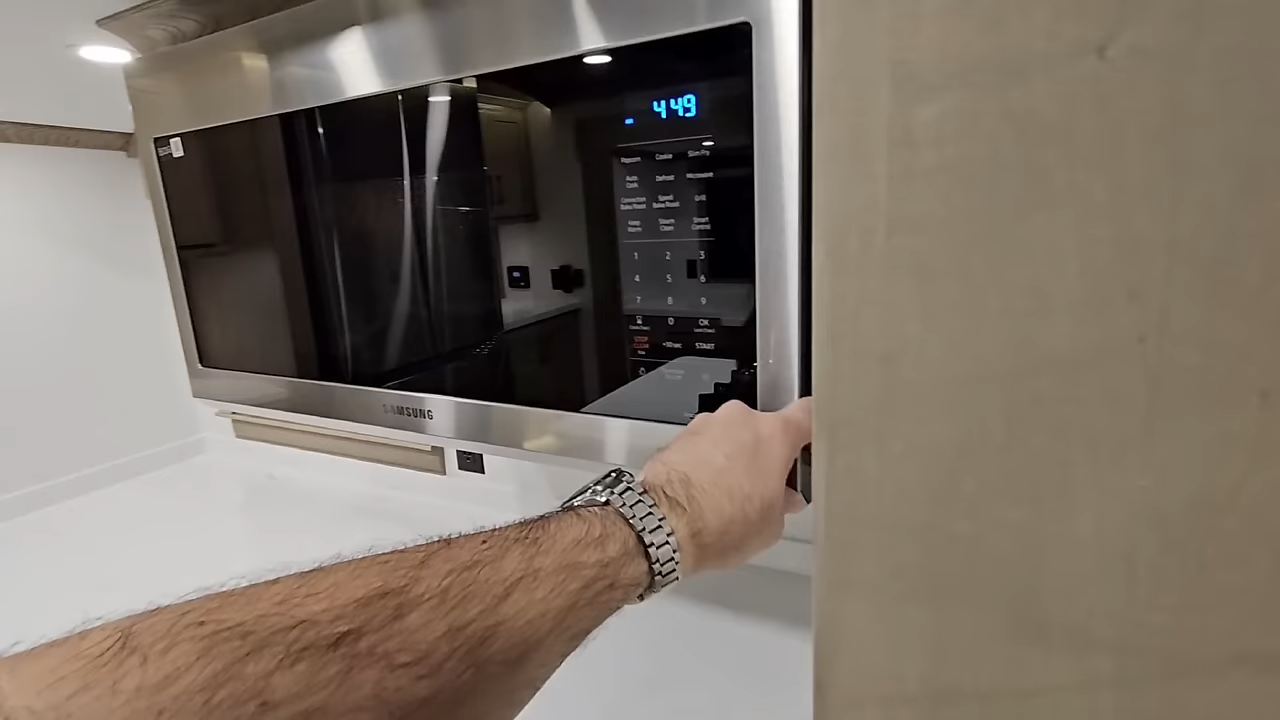 4:49
Popcorn Cookie Slim Fry
Auto Cook Defrost Microwave
Convection Bake/Roast Speed Bake/Roast Grill
Keep Warm Steam Clean Smart Control
1 2 3
4 5 6
7 8 9
0 OK
STOP +30sec START
SAMSUNG